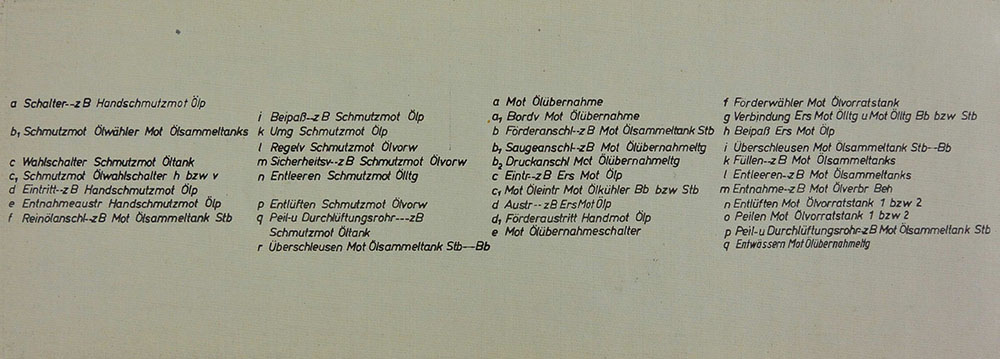 a Schalter--zB Handschmutzmot Ölp
b₁ Schmutzmot Ölwähler Mot Ölsammeltanks
c Wahlschalter Schmutzmot Öltank
c₁ Schmutzmot Ölwahlschalter h bzw v
d Eintritt--zB Handschmutzmot Ölp
e Entnahmeaustr Handschmutzmot Ölp
f Reinölanschl--zB Mot Ölsammeltank Stb
i Beipaß--zB Schmutzmot Ölp
k Umg Schmutzmot Ölp
l Regelv Schmutzmot Ölvorw
m Sicherheitsv--zB Schmutzmot Ölvorw
n Entleeren Schmutzmot Ölltg
p Entlüften Schmutzmot Ölvorw
q Peil-u Durchlüftungsrohr---zB
Schmutzmot Öltank
r Überschleusen Mot Ölsammeltank Stb--Bb
a Mot Ölübernahme
a₁ Bordv Mot Ölübernahme
b Förderanschl--zB Mot Ölsammeltank Stb
b₁ Saugeanschl--zB Mot Ölübernahmeltg
b₂ Druckanschl Mot Ölübernahmeltg
c Eintr--zB Ers Mot Ölp
c₁ Mot Öleintr Mot Ölkühler Bb bzw Stb
d Austr--zB Ers Mot Ölp
d₁ Förderaustritt Handmot Ölp
e Mot Ölübernahmeschalter
f Förderwähler Mot Ölvorratstank
g Verbindung Ers Mot Ölltg u Mot Ölltg Bb bzw Stb
h Beipaß Ers Mot Ölp
i Überschleusen Mot Ölsammeltank Stb--Bb
k Füllen--zB Mot Ölsammeltanks
l Entleeren--zB Mot Ölsammeltanks
m Entnahme--zB Mot Ölverbr Beh
n Entlüften Mot Ölvorratstank 1 bzw 2
o Peilen Mot Ölvorratstank 1 bzw 2
p Peil-u Durchlüftungsrohr-zB Mot Ölsammeltank Stb
q Entwässern Mot Ölübernahmeltg